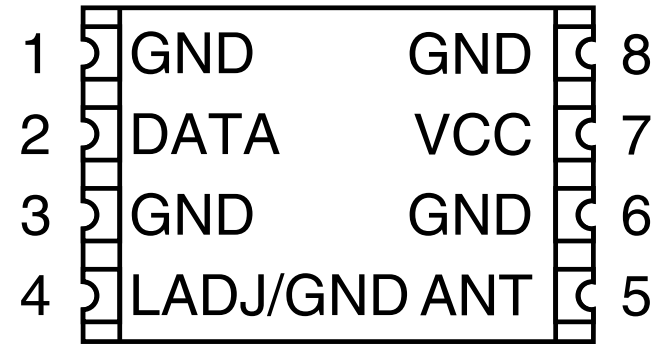 1 GND GND 8
2 DATA VCC 7
3 GND GND 6
4 LADJ/GND ANT 5